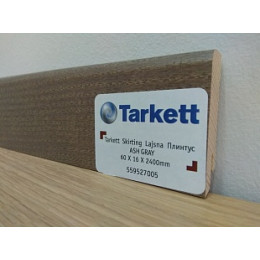 Tarkett
Tarkett Skirting Lajsna Плинтус
ASH GRAY
60 X 16 X 2400mm
559527005